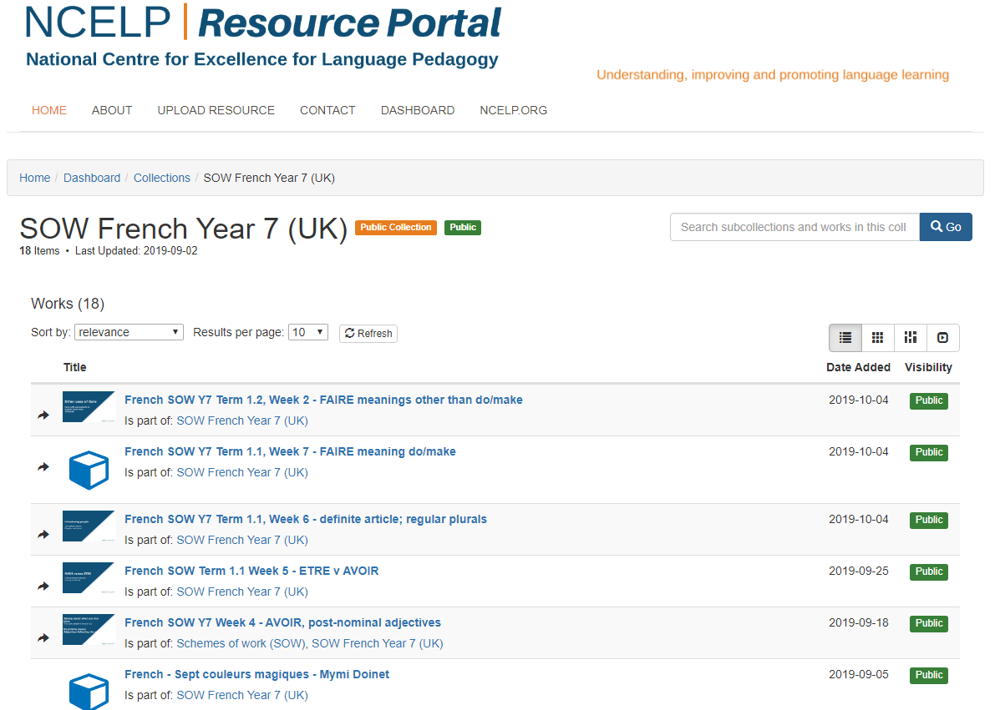 NCELP | Resource Portal
National Centre for Excellence for Language Pedagogy
Understanding, improving and promoting language learning
HOME ABOUT UPLOAD RESOURCE CONTACT DASHBOARD NCELP.ORG
Home / Dashboard / Collections / SOW French Year 7 (UK)
SOW French Year 7 (UK) Public Collection Public
Search subcollections and works in this coll Go
18 Items • Last Updated: 2019-09-02
Works (18)
Sort by: relevance Results per page: 10 Refresh
Title Date Added Visibility
Other uses of faire
French SOW Y7 Term 1.2, Week 2 - FAIRE meanings other than do/make 2019-10-04 Public
Is part of: SOW French Year 7 (UK)
French SOW Y7 Term 1.1, Week 7 - FAIRE meaning do/make 2019-10-04 Public
Is part of: SOW French Year 7 (UK)
French SOW Y7 Term 1.1, Week 6 - definite article; regular plurals 2019-10-04 Public
Is part of: SOW French Year 7 (UK)
French SOW Term 1.1 Week 5 - ETRE v AVOIR 2019-09-25 Public
Is part of: SOW French Year 7 (UK)
French SOW Y7 Week 4 - AVOIR, post-nominal adjectives 2019-09-18 Public
Is part of: Schemes of work (SOW), SOW French Year 7 (UK)
French - Sept couleurs magiques - Mymi Doinet 2019-09-05 Public
Is part of: SOW French Year 7 (UK)